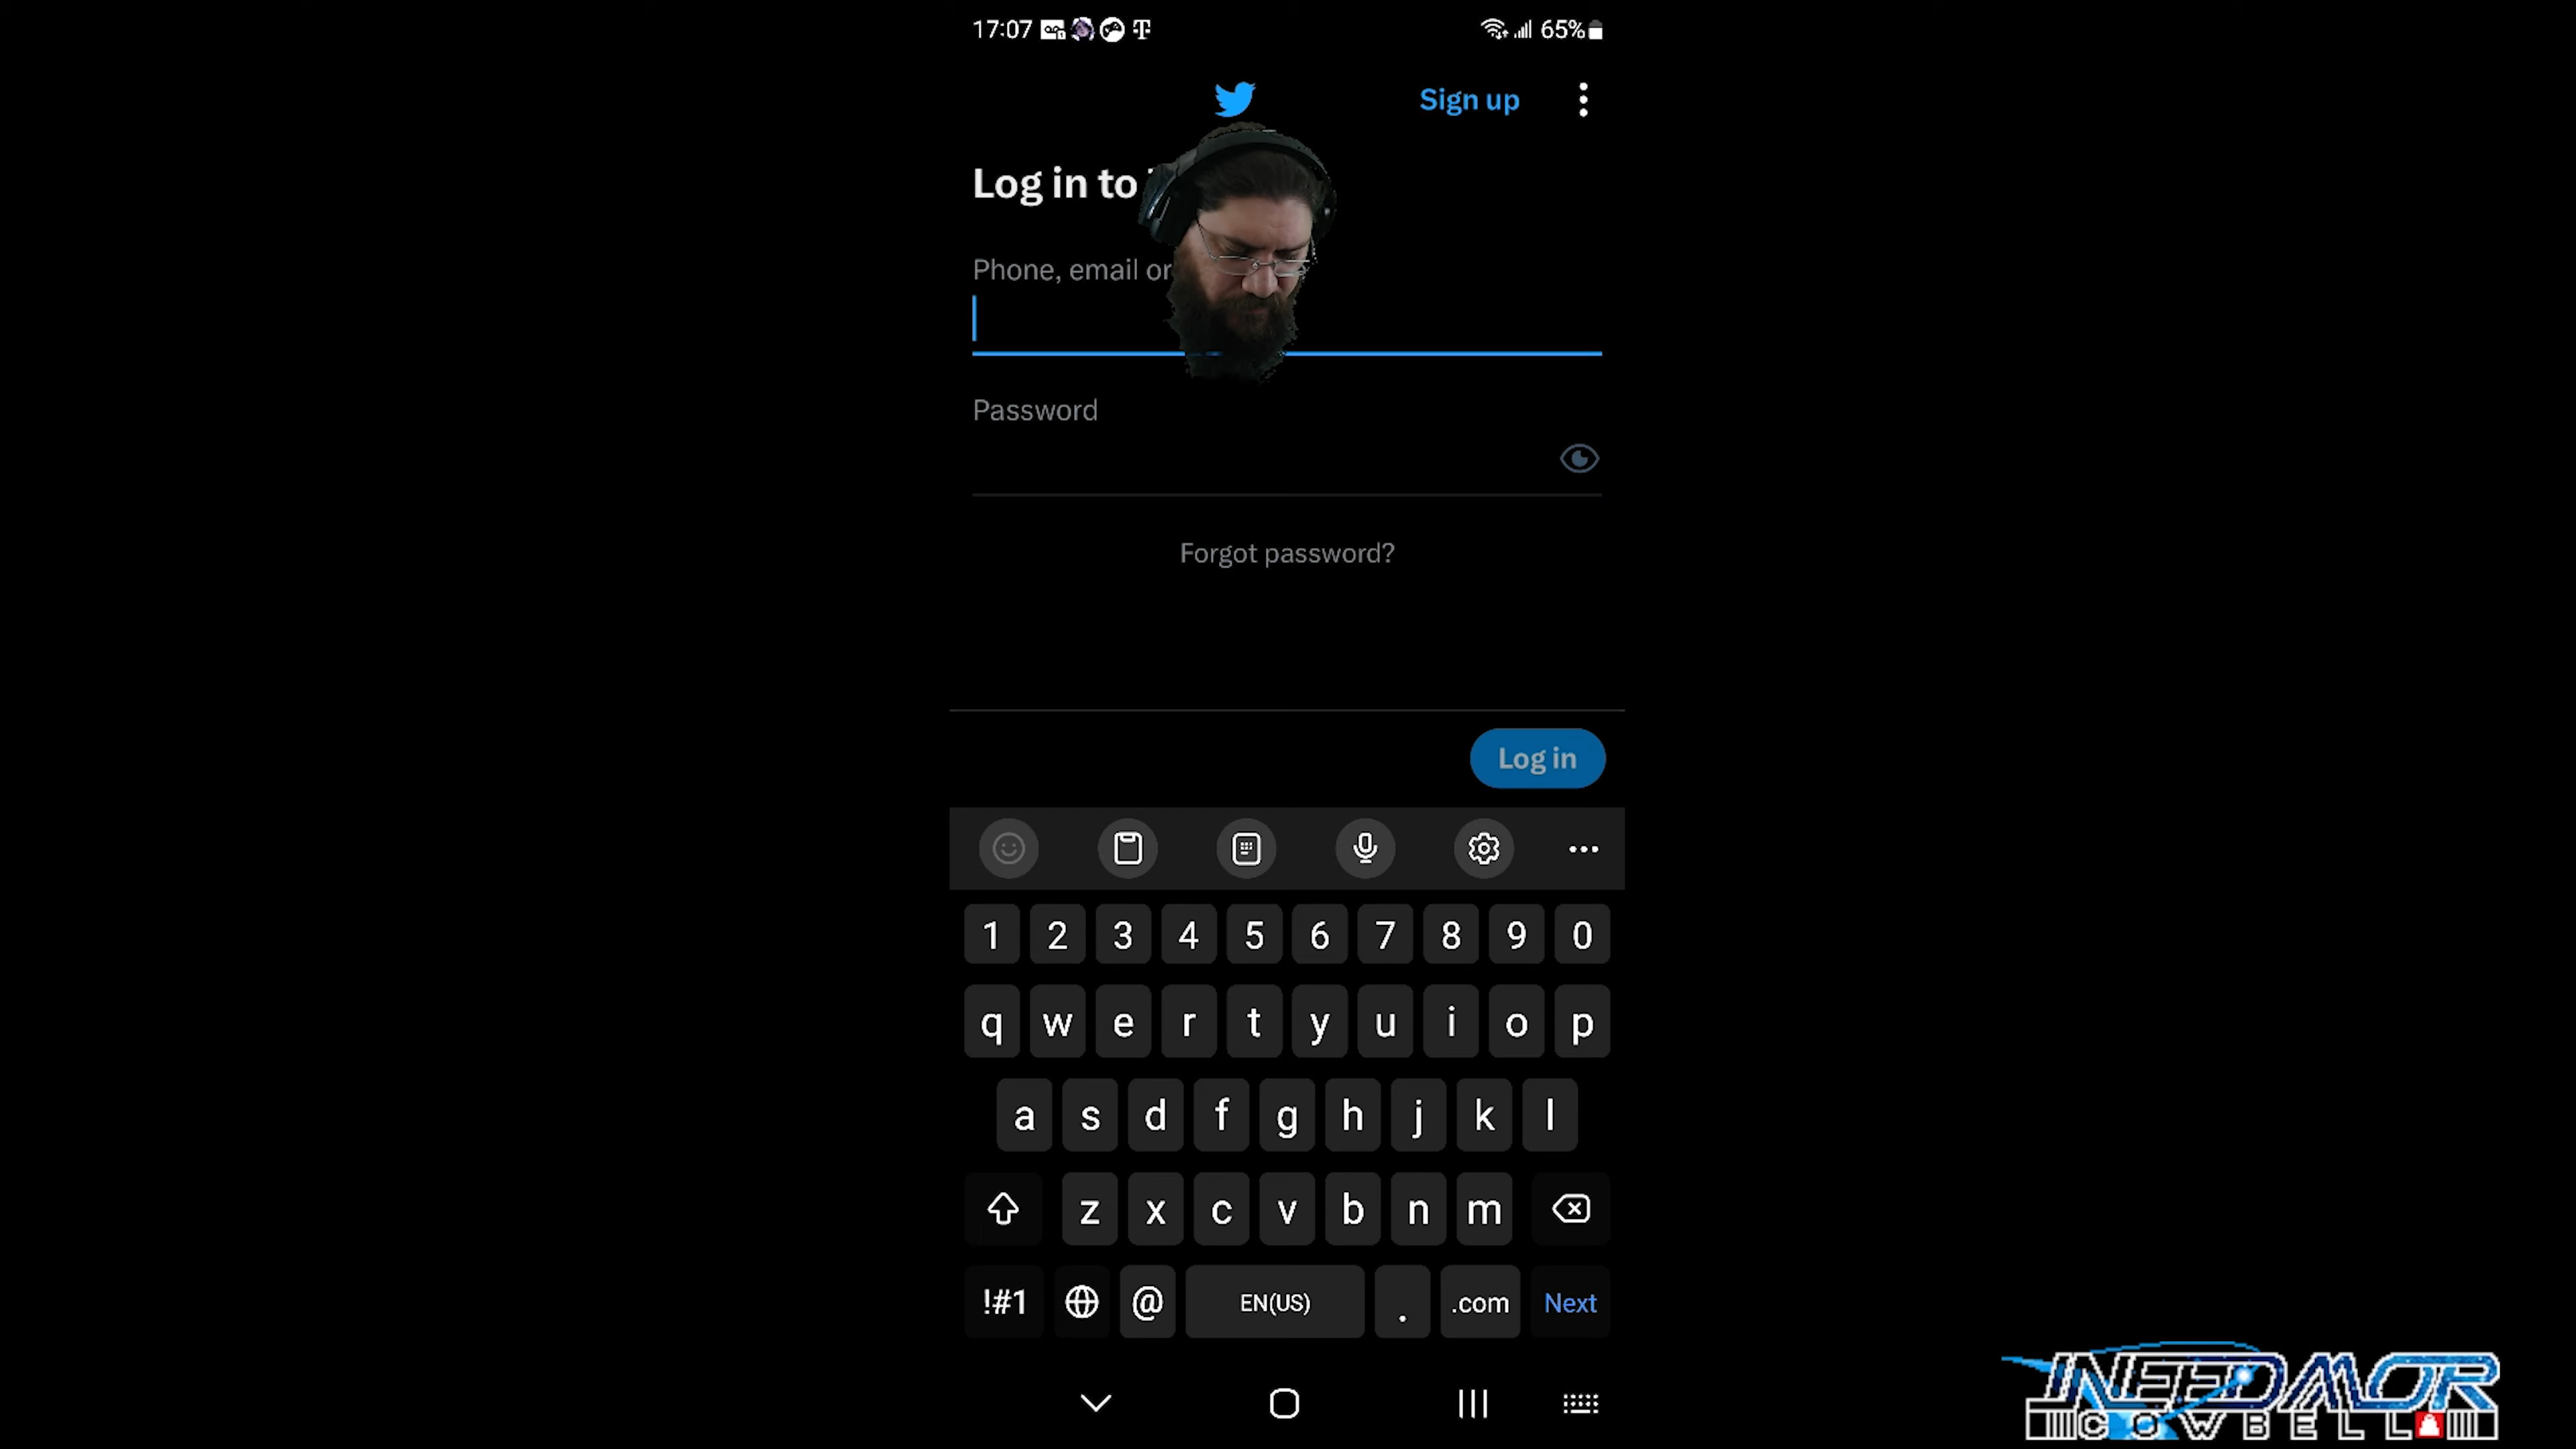 17:07 65%
Sign up
Log in to
Phone, email or
Password
Forgot password?
Log in
1 2 3 4 5 6 7 8 9 0
q w e r t y u i o p
a s d f g h j k l
z x c v b n m
!#1 @ EN(US) . .com Next
INEEDMOR
COWBELL